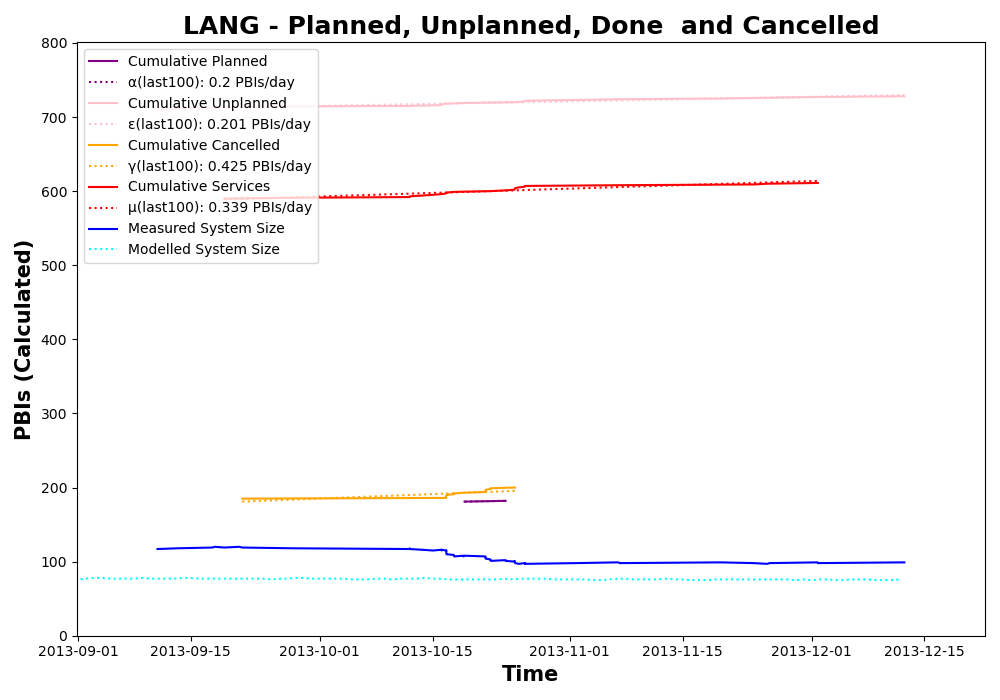 LANG - Planned, Unplanned, Done  and Cancelled
PBIs (Calculated)
800
700
600
500
400
300
200
100
0
Cumulative Planned
α(last100): 0.2 PBIs/day
Cumulative Unplanned
ε(last100): 0.201 PBIs/day
Cumulative Cancelled
γ(last100): 0.425 PBIs/day
Cumulative Services
μ(last100): 0.339 PBIs/day
Measured System Size
Modelled System Size
2013-09-01 2013-09-15 2013-10-01 2013-10-15 2013-11-01 2013-11-15 2013-12-01 2013-12-15
Time